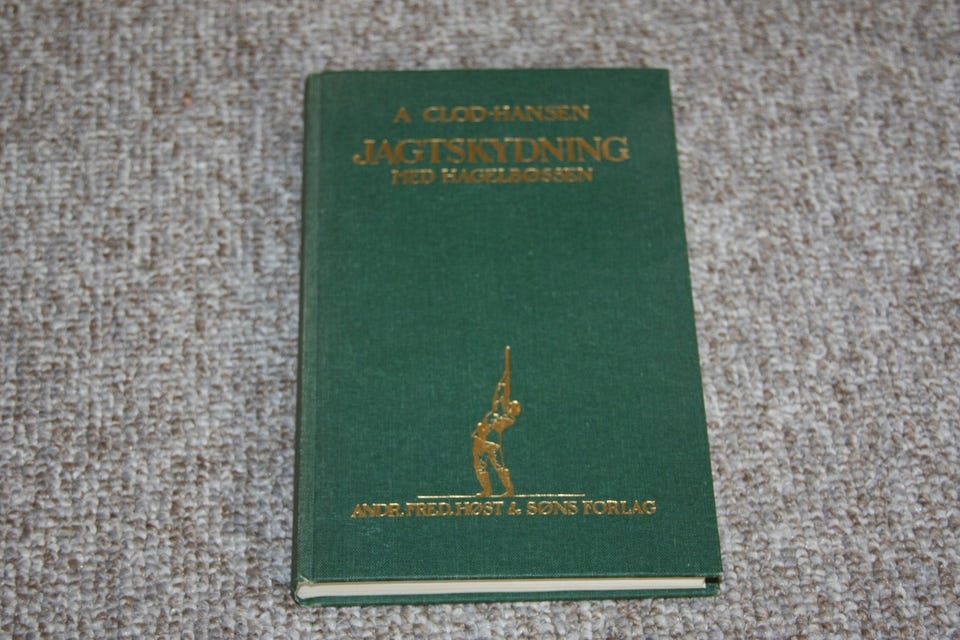 A CLOD-HANSEN
JAGTSKYDNING
MED HAGELBØSSEN
ANDR. FRED. HØST & SØNS FORLAG